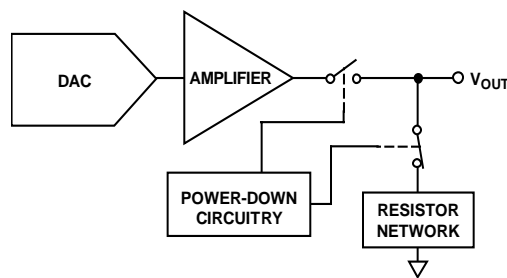 DAC
AMPLIFIER
VOUT
POWER-DOWN
CIRCUITRY
RESISTOR
NETWORK